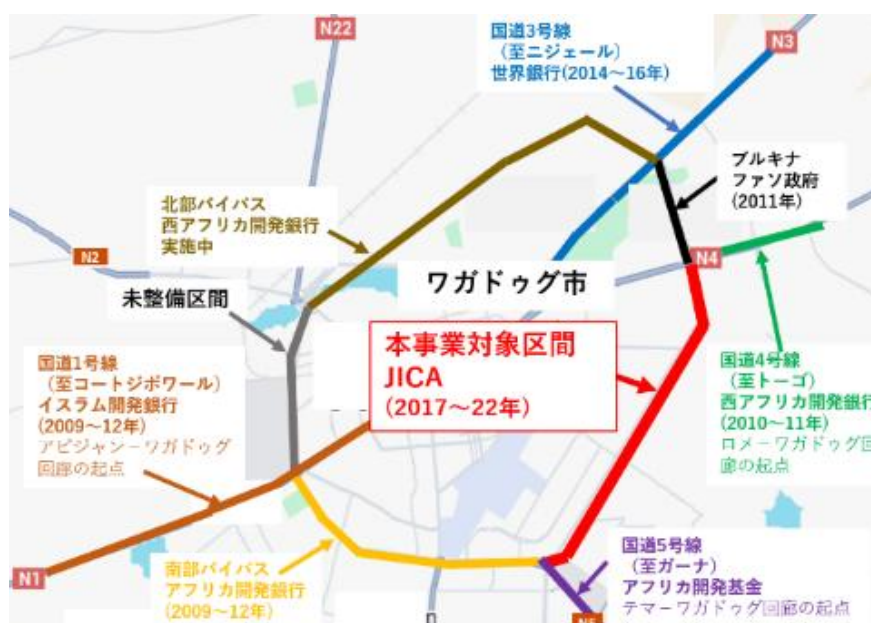 N22
国道3号線
（至ニジェール）
世界銀行(2014～16年)
N3
ブルキナ
ファソ政府
(2011年)
北部バイパス
西アフリカ開発銀行
実施中
N2
N4
ワガドゥグ市
未整備区間
本事業対象区間
JICA
(2017～22年)
国道1号線
（至コートジボワール）
イスラム開発銀行
(2009～12年)
アビジャンーワガドゥグ
回廊の起点
国道4号線
（至トーゴ）
西アフリカ開発銀行
(2010～11年)
ロメーワガドゥグ回
廊の起点
N1
南部バイパス
アフリカ開発銀行
(2009～12年)
国道5号線
（至ガーナ）
アフリカ開発基金
テマーワガドゥグ回廊の起点